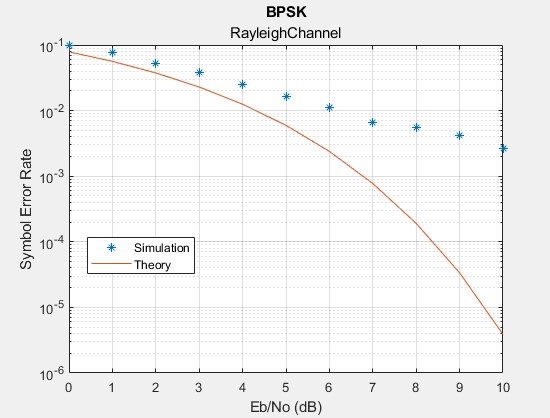 BPSK
RayleighChannel
10^-1
10^-2
10^-3
10^-4
10^-5
10^-6
Symbol Error Rate
Simulation
Theory
0 1 2 3 4 5 6 7 8 9 10
Eb/No (dB)